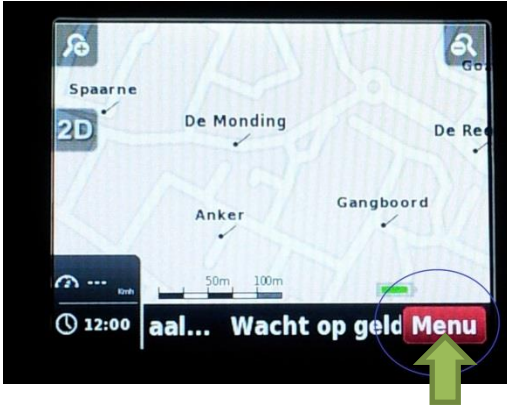 Go
Spaarne
2D
De Monding
De Re
Gangboord
Anker
50m 100m
---
Kmh
12:00
aal... Wacht op geld
Menu